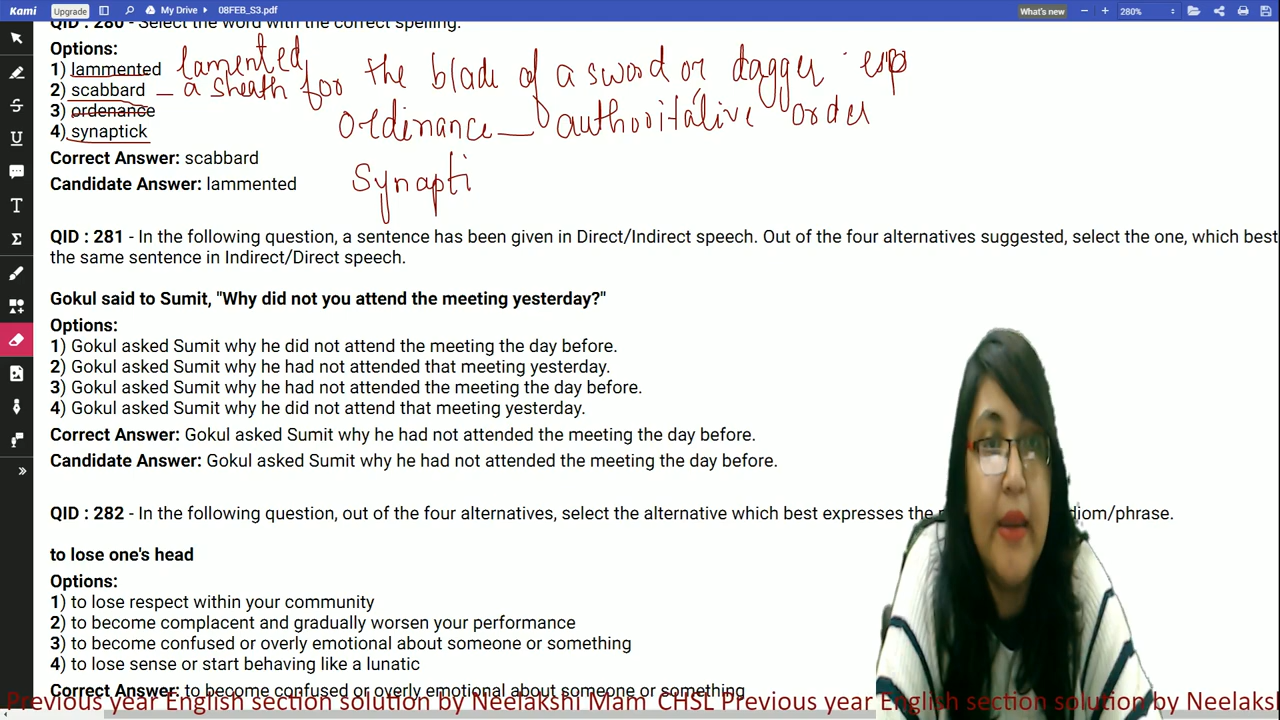 Kami Upgrade My Drive › 08FEB_S3.pdf What's new − + 280%
QID : 280 - Select the word with the correct spelling.
Options:
1) lammented lamented
2) scabbard — a sheath for the blade of a sword or dagger esp
3) ordenance ordinance — authoritative order
4) synaptick
Correct Answer: scabbard
Candidate Answer: lammented Synapti
QID : 281 - In the following question, a sentence has been given in Direct/Indirect speech. Out of the four alternatives suggested, select the one, which best
the same sentence in Indirect/Direct speech.
Gokul said to Sumit, "Why did not you attend the meeting yesterday?"
Options:
1) Gokul asked Sumit why he did not attend the meeting the day before.
2) Gokul asked Sumit why he had not attended that meeting yesterday.
3) Gokul asked Sumit why he had not attended the meeting the day before.
4) Gokul asked Sumit why he did not attend that meeting yesterday.
Correct Answer: Gokul asked Sumit why he had not attended the meeting the day before.
Candidate Answer: Gokul asked Sumit why he had not attended the meeting the day before.
QID : 282 - In the following question, out of the four alternatives, select the alternative which best expresses the diom/phrase.
to lose one's head
Options:
1) to lose respect within your community
2) to become complacent and gradually worsen your performance
3) to become confused or overly emotional about someone or something
4) to lose sense or start behaving like a lunatic
Correct Answer: to become confused or overly emotional about someone or something
Previous year English section solution by Neelakshi Mam CHSL Previous year English section solution by Neelaks